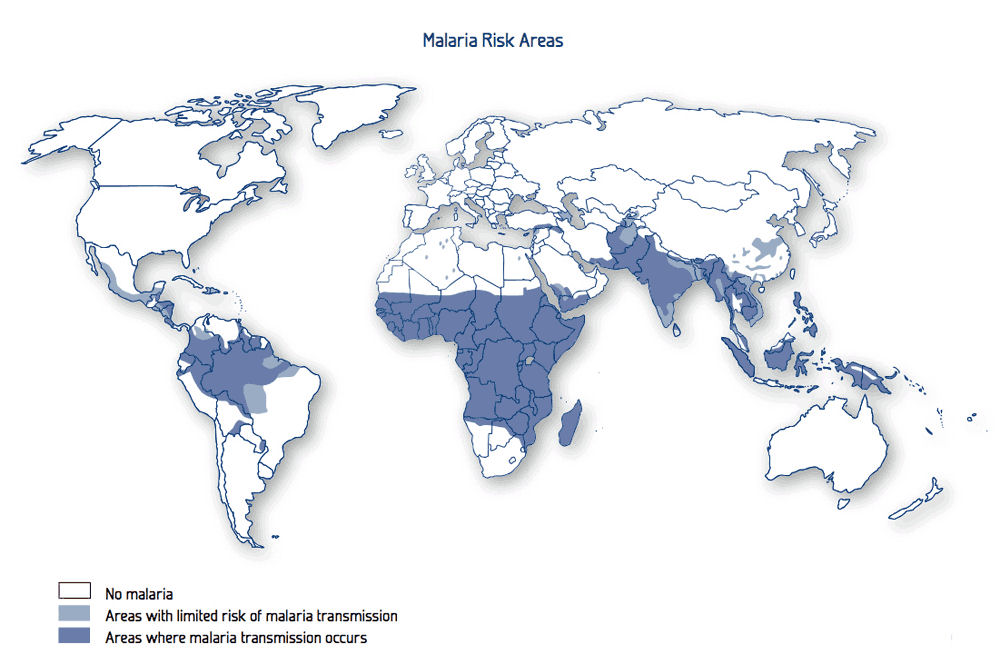 Malaria Risk Areas
No malaria
Areas with limited risk of malaria transmission
Areas where malaria transmission occurs